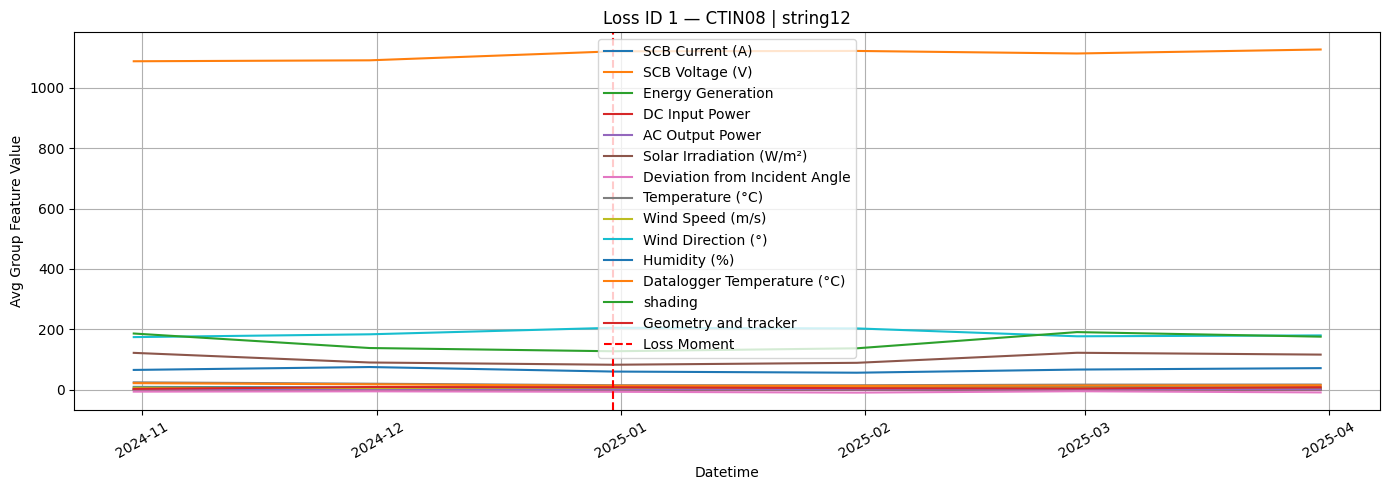 Loss ID 1 — CTIN08 | string12
Avg Group Feature Value
1000
800
600
400
200
0
SCB Current (A)
SCB Voltage (V)
Energy Generation
DC Input Power
AC Output Power
Solar Irradiation (W/m²)
Deviation from Incident Angle
Temperature (°C)
Wind Speed (m/s)
Wind Direction (°)
Humidity (%)
Datalogger Temperature (°C)
shading
Geometry and tracker
Loss Moment
2024-11
2024-12
2025-01
2025-02
2025-03
2025-04
Datetime